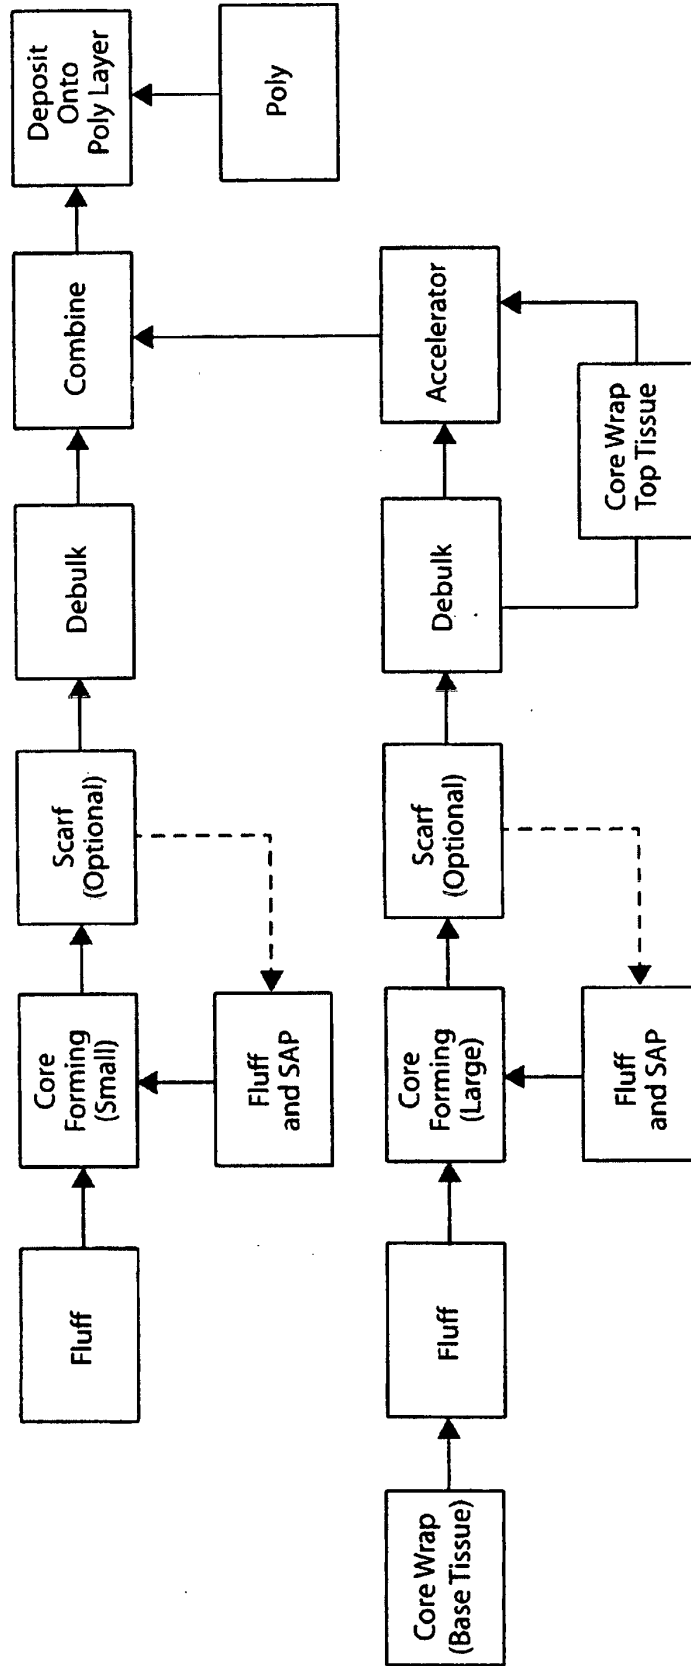 Fluff
Core
Forming
(Small)
Fluff
and SAP
Scarf
(Optional)
Debulk
Combine
Deposit
Onto
Poly Layer
Poly
Core Wrap
(Base Tissue)
Fluff
Core
Forming
(Large)
Fluff
and SAP
Scarf
(Optional)
Debulk
Accelerator
Core Wrap
Top Tissue